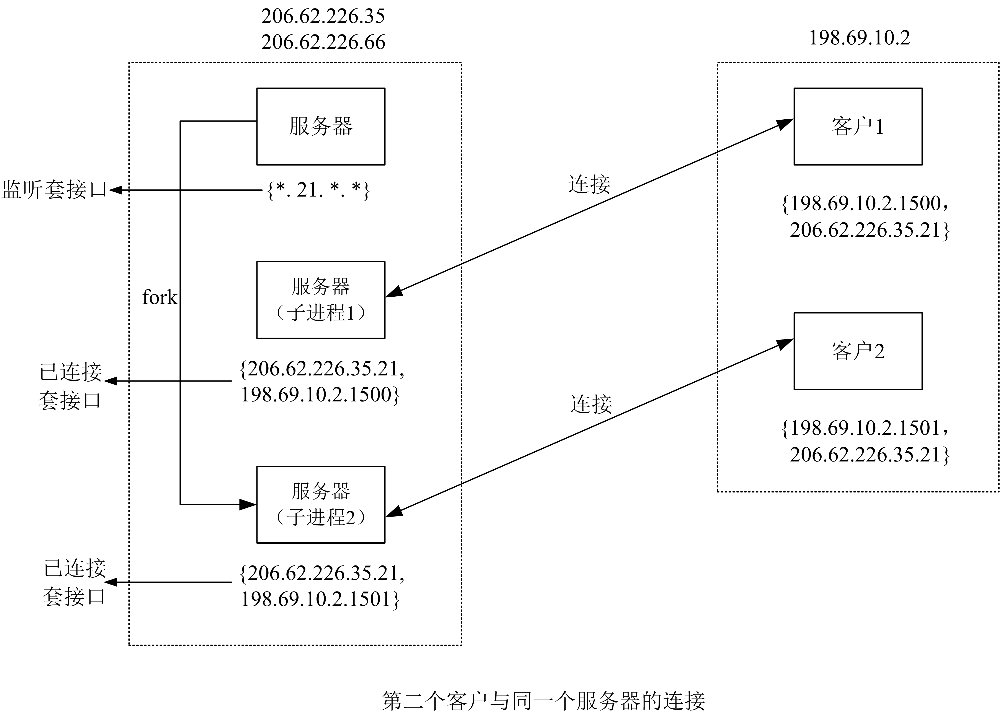 206.62.226.35
206.62.226.66
198.69.10.2
服务器
客户1
监听套接口
{*. 21. *. *}
连接
{198.69.10.2.1500，
206.62.226.35.21}
fork
服务器
（子进程1）
客户2
已连接
套接口
{206.62.226.35.21,
198.69.10.2.1500}
连接
{198.69.10.2.1501，
206.62.226.35.21}
服务器
（子进程2）
已连接
套接口
{206.62.226.35.21,
198.69.10.2.1501}
第二个客户与同一个服务器的连接